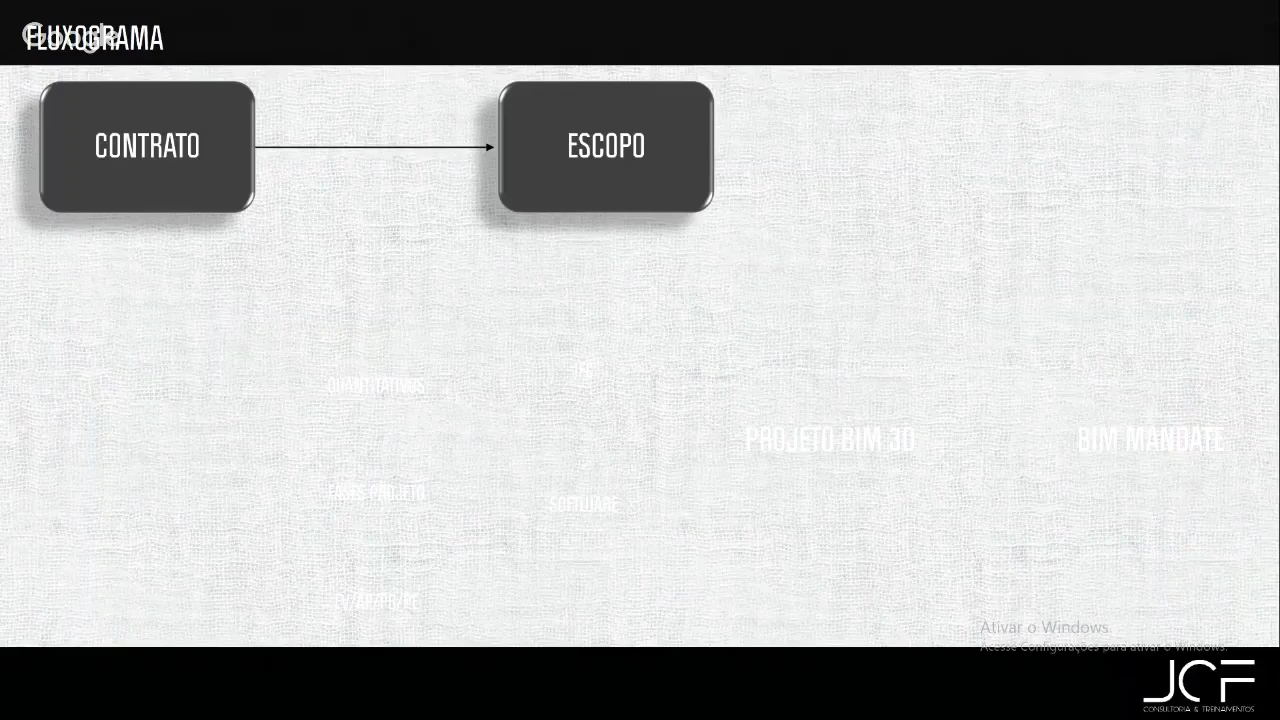 FLUXOGRAMA
Google
CONTRATO
ESCOPO
QUANTITATIVOS
PROJETO BIM 3D
BIM MANDATE
SOFTWARE
Ativar o Windows
Acesse Configurações para ativar o Windows.
JCF
CONSULTORIA & TREINAMENTOS